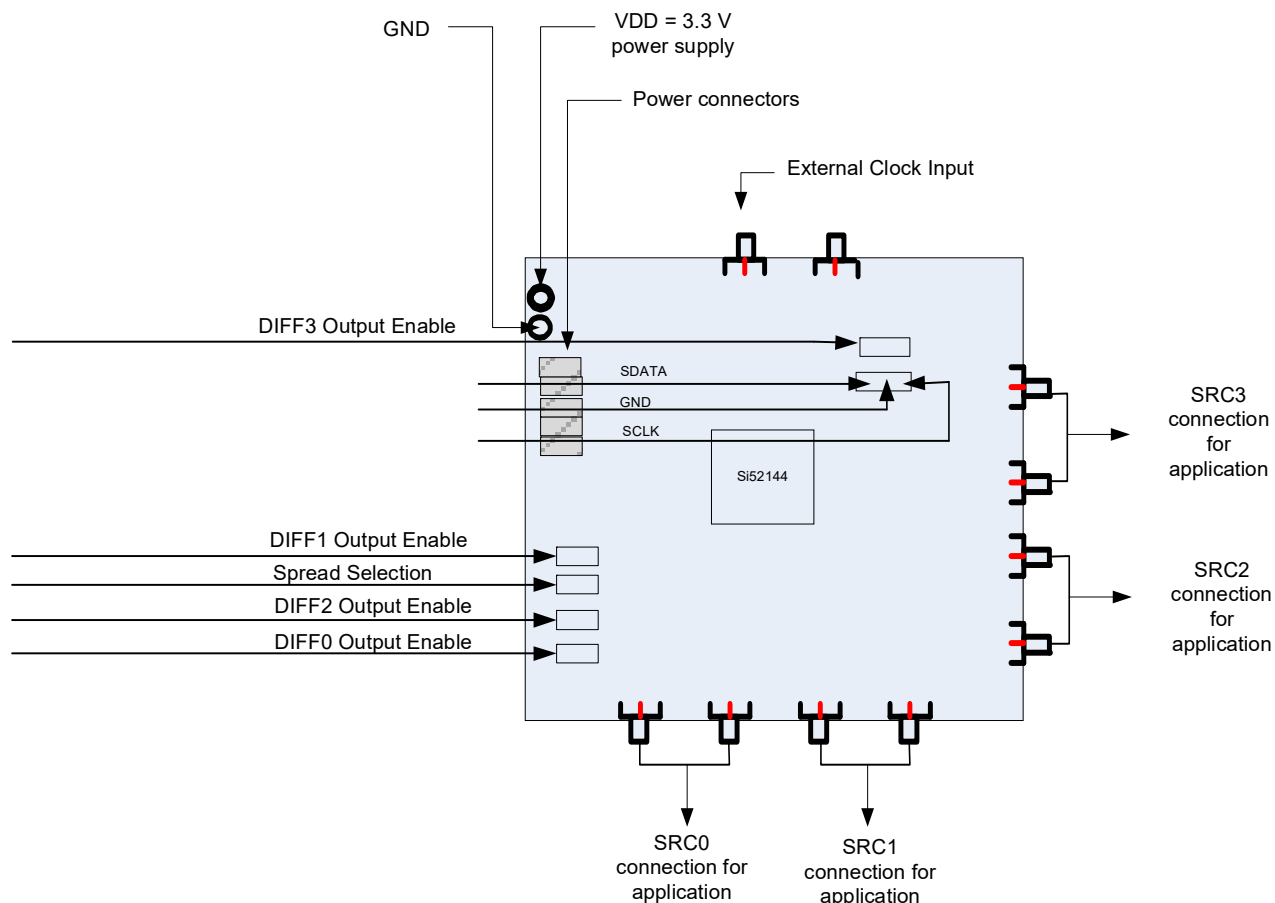 GND
VDD = 3.3 V
power supply
Power connectors
External Clock Input
DIFF3 Output Enable
SDATA
GND
SCLK
Si52144
SRC3
connection
for
application
DIFF1 Output Enable
Spread Selection
DIFF2 Output Enable
DIFF0 Output Enable
SRC2
connection
for
application
SRC0
connection for
application
SRC1
connection for
application